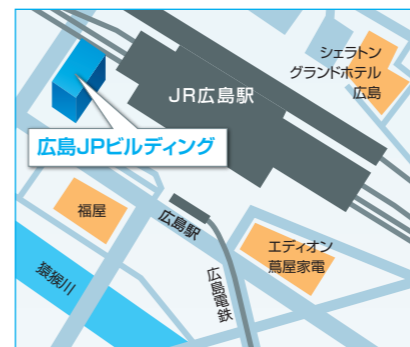 シェラトン
グランドホテル
広島
JR広島駅
広島JPビルディング
福屋
広島駅
エディオン
蔦屋家電
猿猴川
広島電鉄